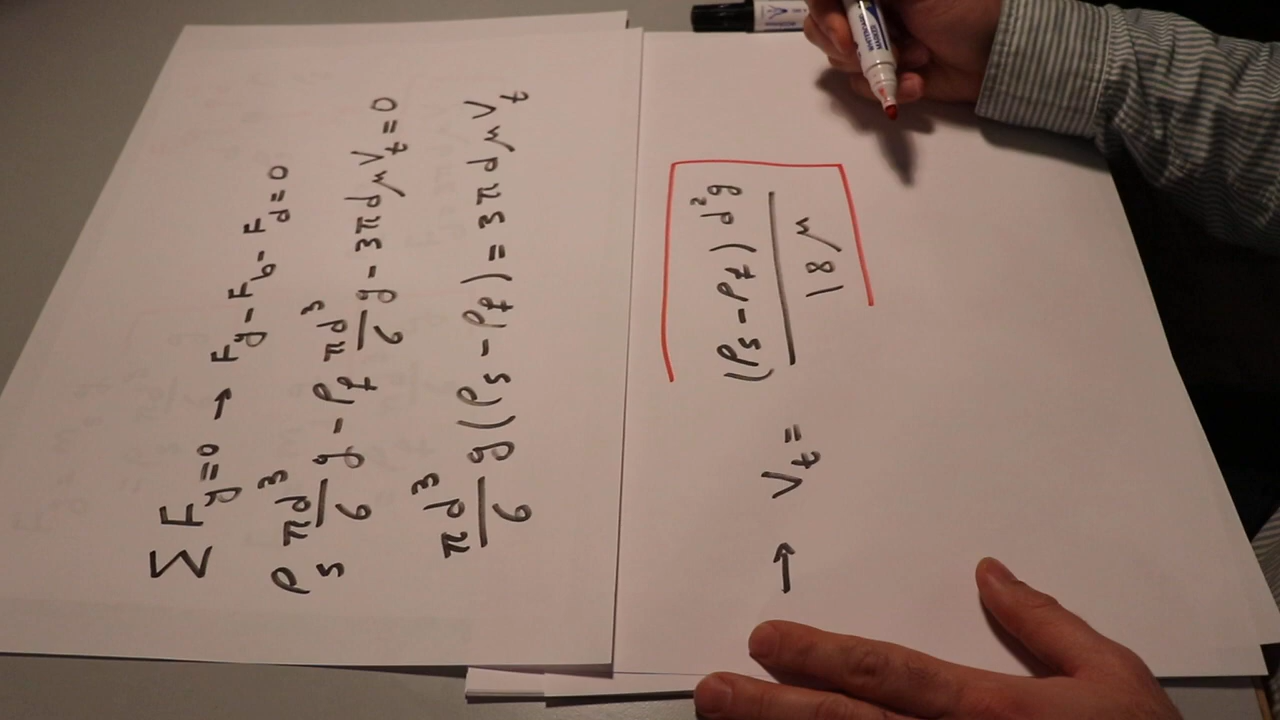 ∑ F_y = 0 → F_g - F_b - F_d = 0
ρ_s πd³/6 g - ρ_f πd³/6 g - 3πdμV_t = 0
πd³/6 g(ρ_s - ρ_f) = 3πdμV_t
→ V_t = (ρ_s - ρ_f) d²g / 18μ